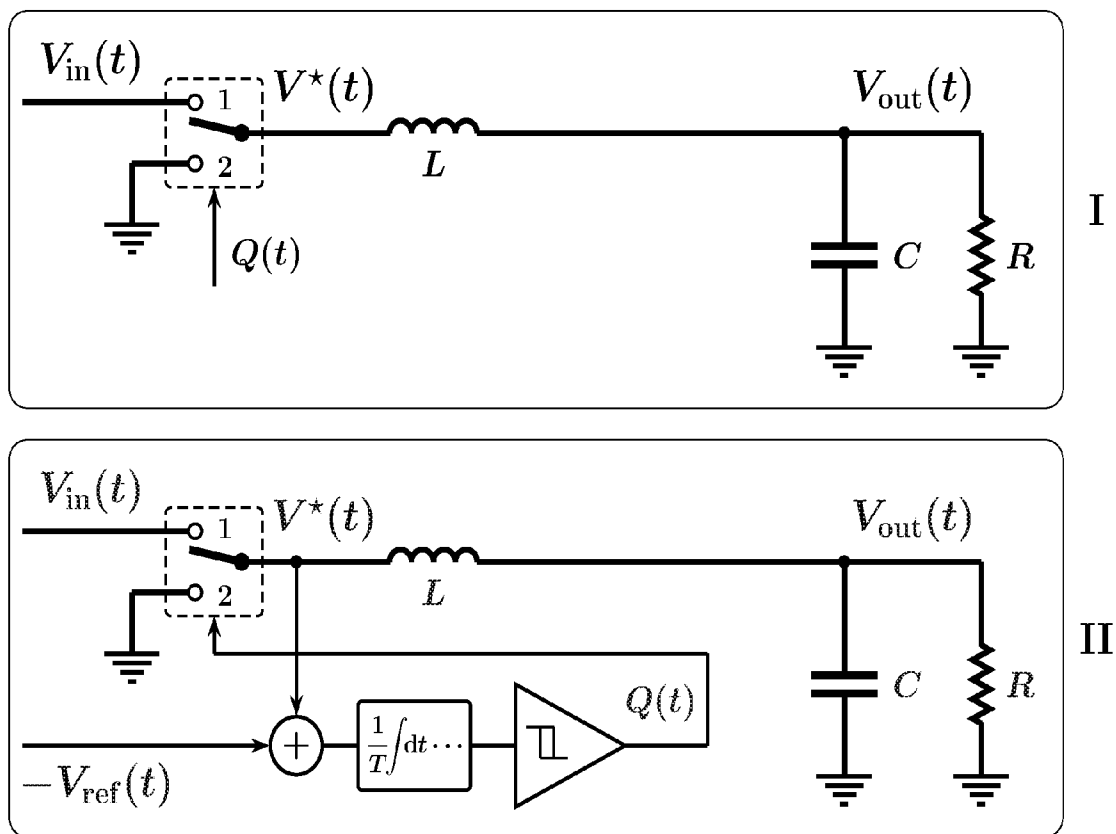 V_in(t)
1
V⋆(t)
V_out(t)
2
L
Q(t)
C
R
I
V_in(t)
1
V⋆(t)
V_out(t)
2
L
II
C
R
Q(t)
+
1/T ∫dt ···
−V_ref(t)